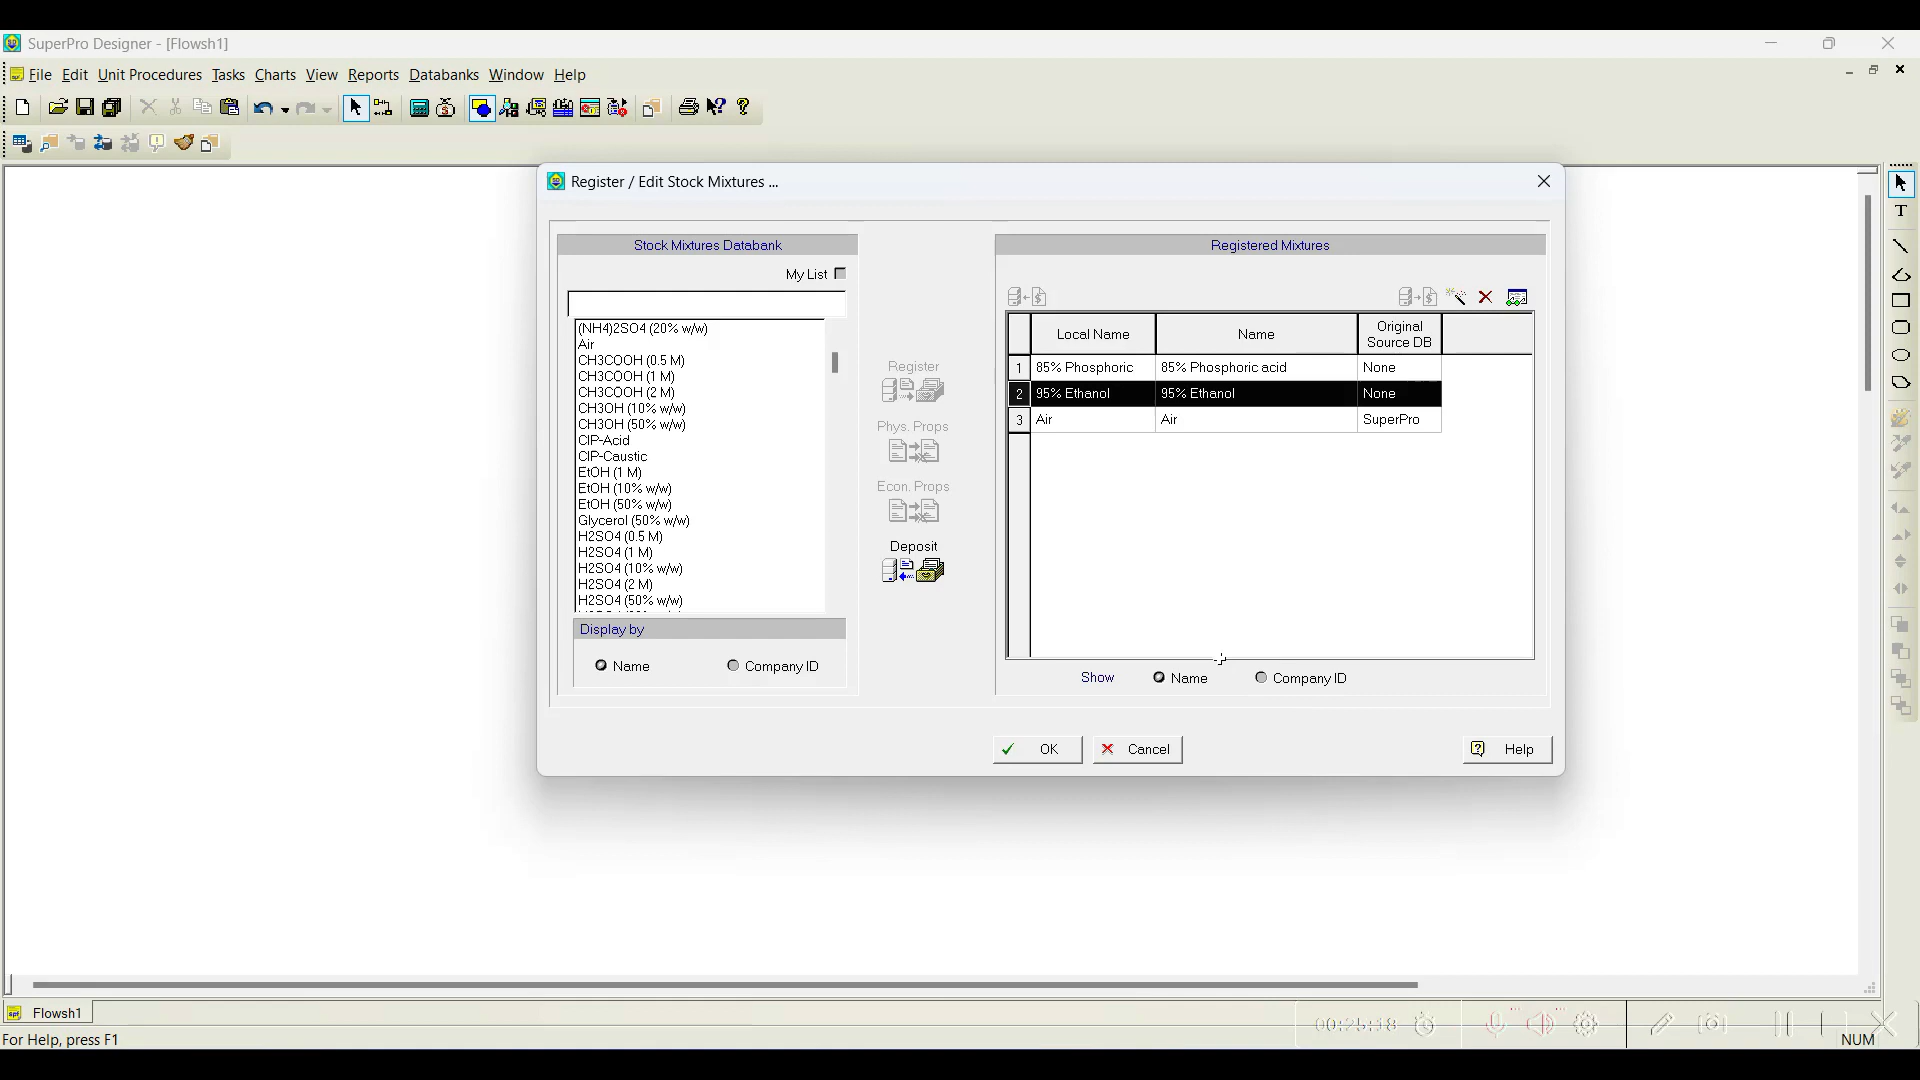 SuperPro Designer - [Flowsh1]
File Edit Unit Procedures Tasks Charts View Reports Databanks Window Help
Register / Edit Stock Mixtures ...
Stock Mixtures Databank
My List
(NH4)2SO4 (20% w/w)
Air
CH3COOH (0.5 M)
CH3COOH (1 M)
CH3COOH (2 M)
CH3OH (10% w/w)
CH3OH (50% w/w)
CIP-Acid
CIP-Caustic
EtOH (1 M)
EtOH (10% w/w)
EtOH (50% w/w)
Glycerol (50% w/w)
H2SO4 (0.5 M)
H2SO4 (1 M)
H2SO4 (10% w/w)
H2SO4 (2 M)
H2SO4 (50% w/w)
Display by
Name Company ID
Register
Phys. Props
Econ. Props
Deposit
Registered Mixtures
Local Name Name Original Source DB
1 85% Phosphoric 85% Phosphoric acid None
2 95% Ethanol 95% Ethanol None
3 Air Air SuperPro
Show Name Company ID
OK Cancel Help
T
Flowsh1
00:25:18
For Help, press F1
NUM